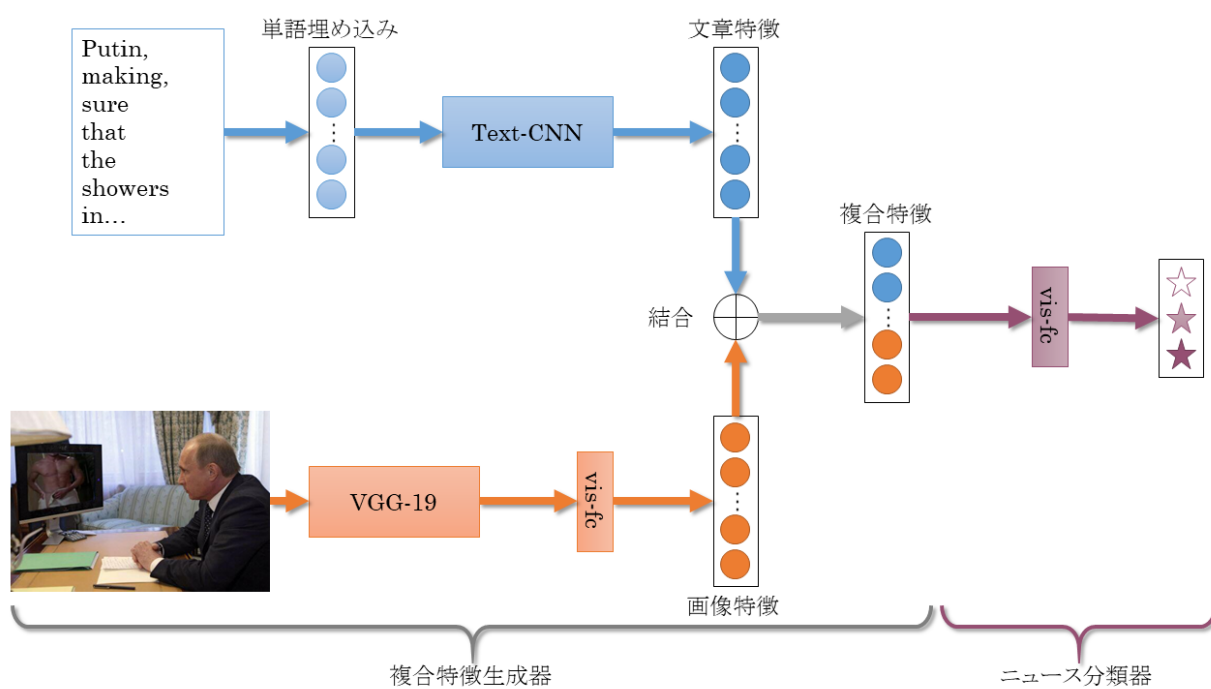 単語埋め込み
文章特徴
Putin,
making,
sure
that
the
showers
in…
Text-CNN
複合特徴
結合
vis-fc
VGG-19
vis-fc
画像特徴
複合特徴生成器
ニュース分類器